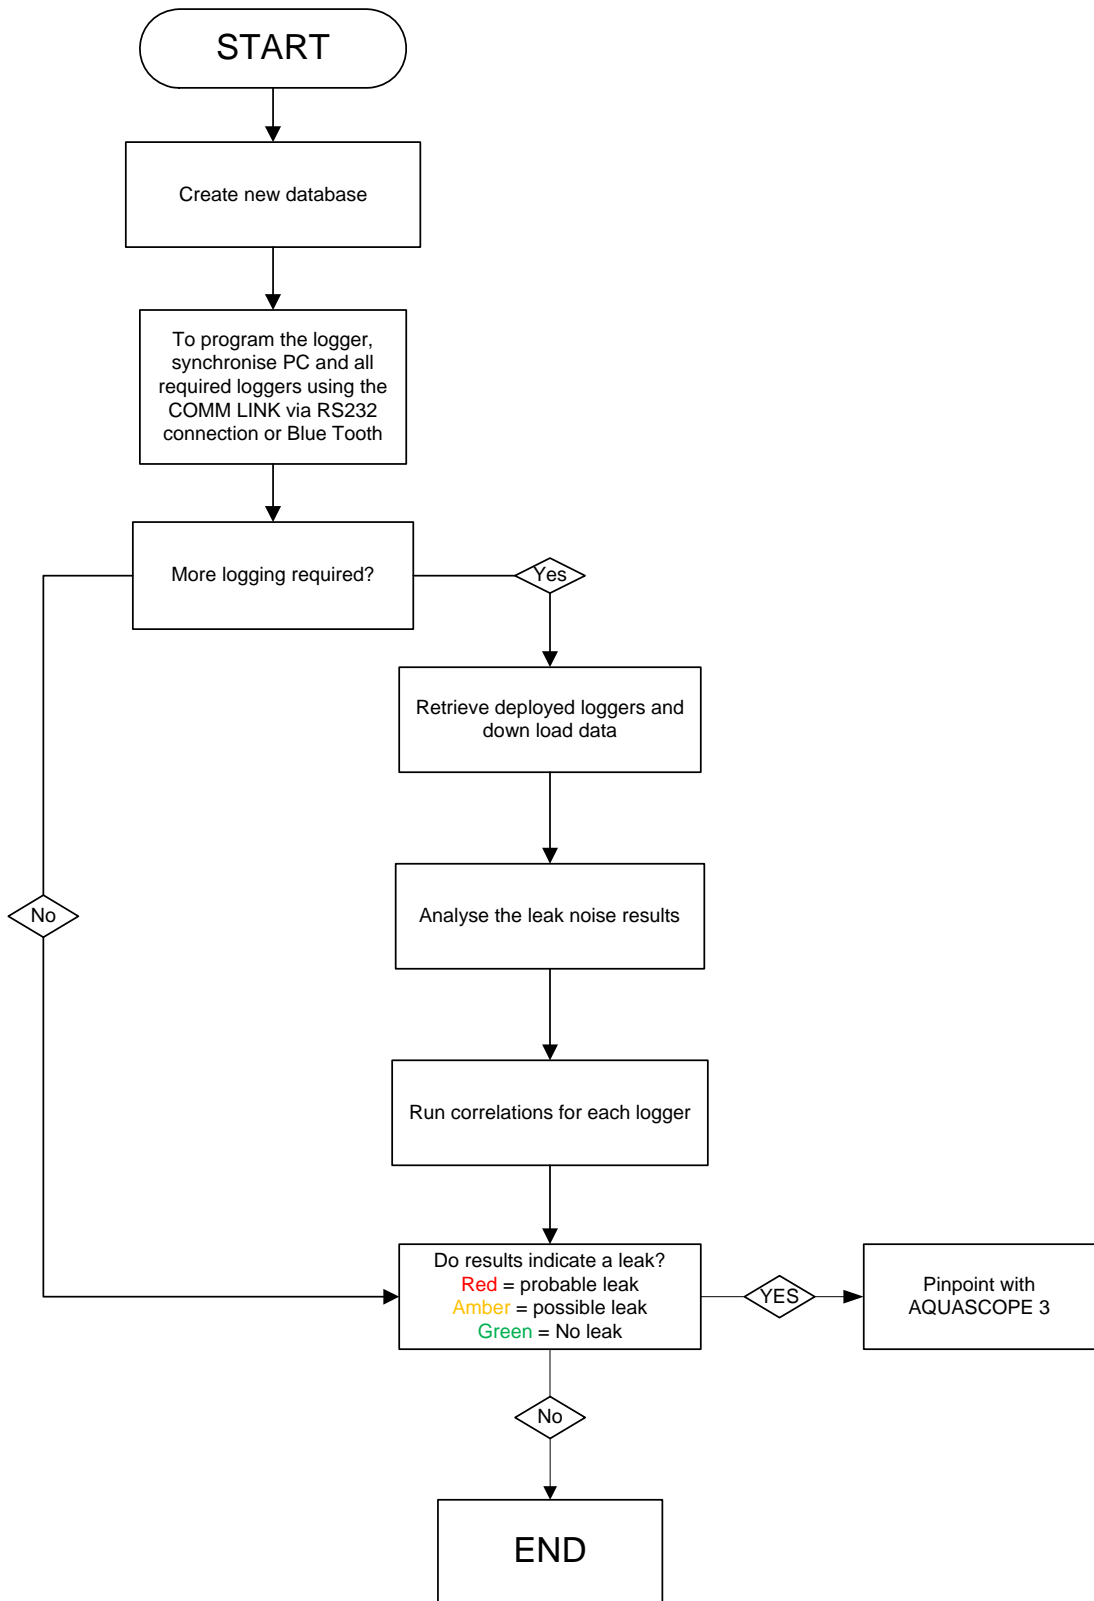 START
Create new database
To program the logger,
synchronise PC and all
required loggers using the
COMM LINK via RS232
connection or Blue Tooth
More logging required?
Yes
Retrieve deployed loggers and
down load data
Analyse the leak noise results
No
Run correlations for each logger
Do results indicate a leak?
Red = probable leak
Amber = possible leak
Green = No leak
YES
Pinpoint with
AQUASCOPE 3
No
END